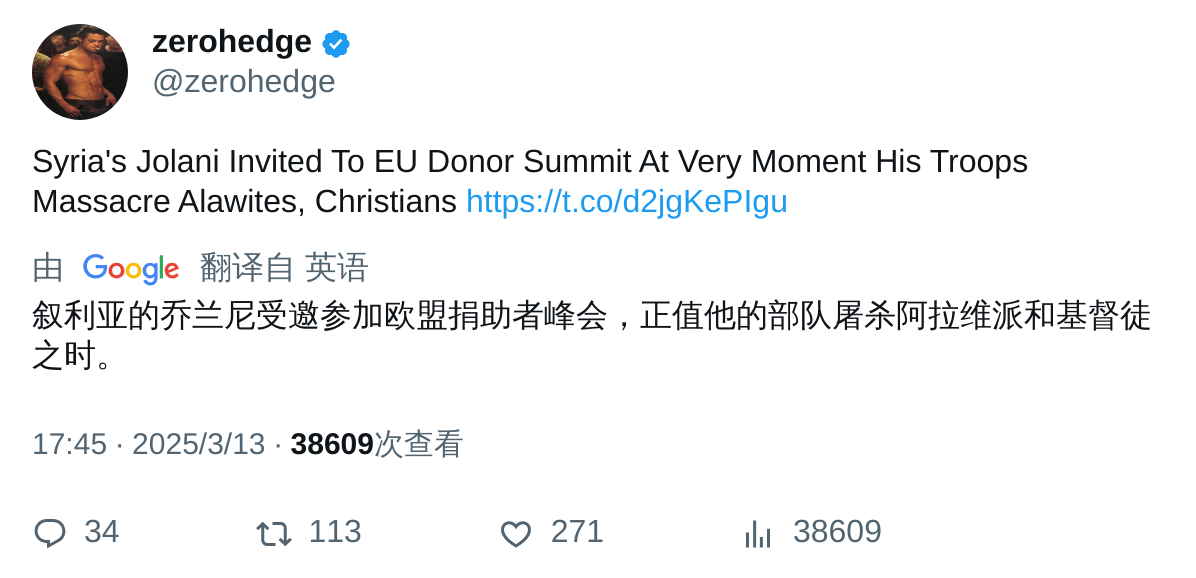 zerohedge
@zerohedge
Syria's Jolani Invited To EU Donor Summit At Very Moment His Troops
Massacre Alawites, Christians https://t.co/d2jgKePIgu
由 Google 翻译自 英语
叙利亚的乔兰尼受邀参加欧盟捐助者峰会，正值他的部队屠杀阿拉维派和基督徒
之时。
17:45 · 2025/3/13 · 38609次查看
34 113 271 38609